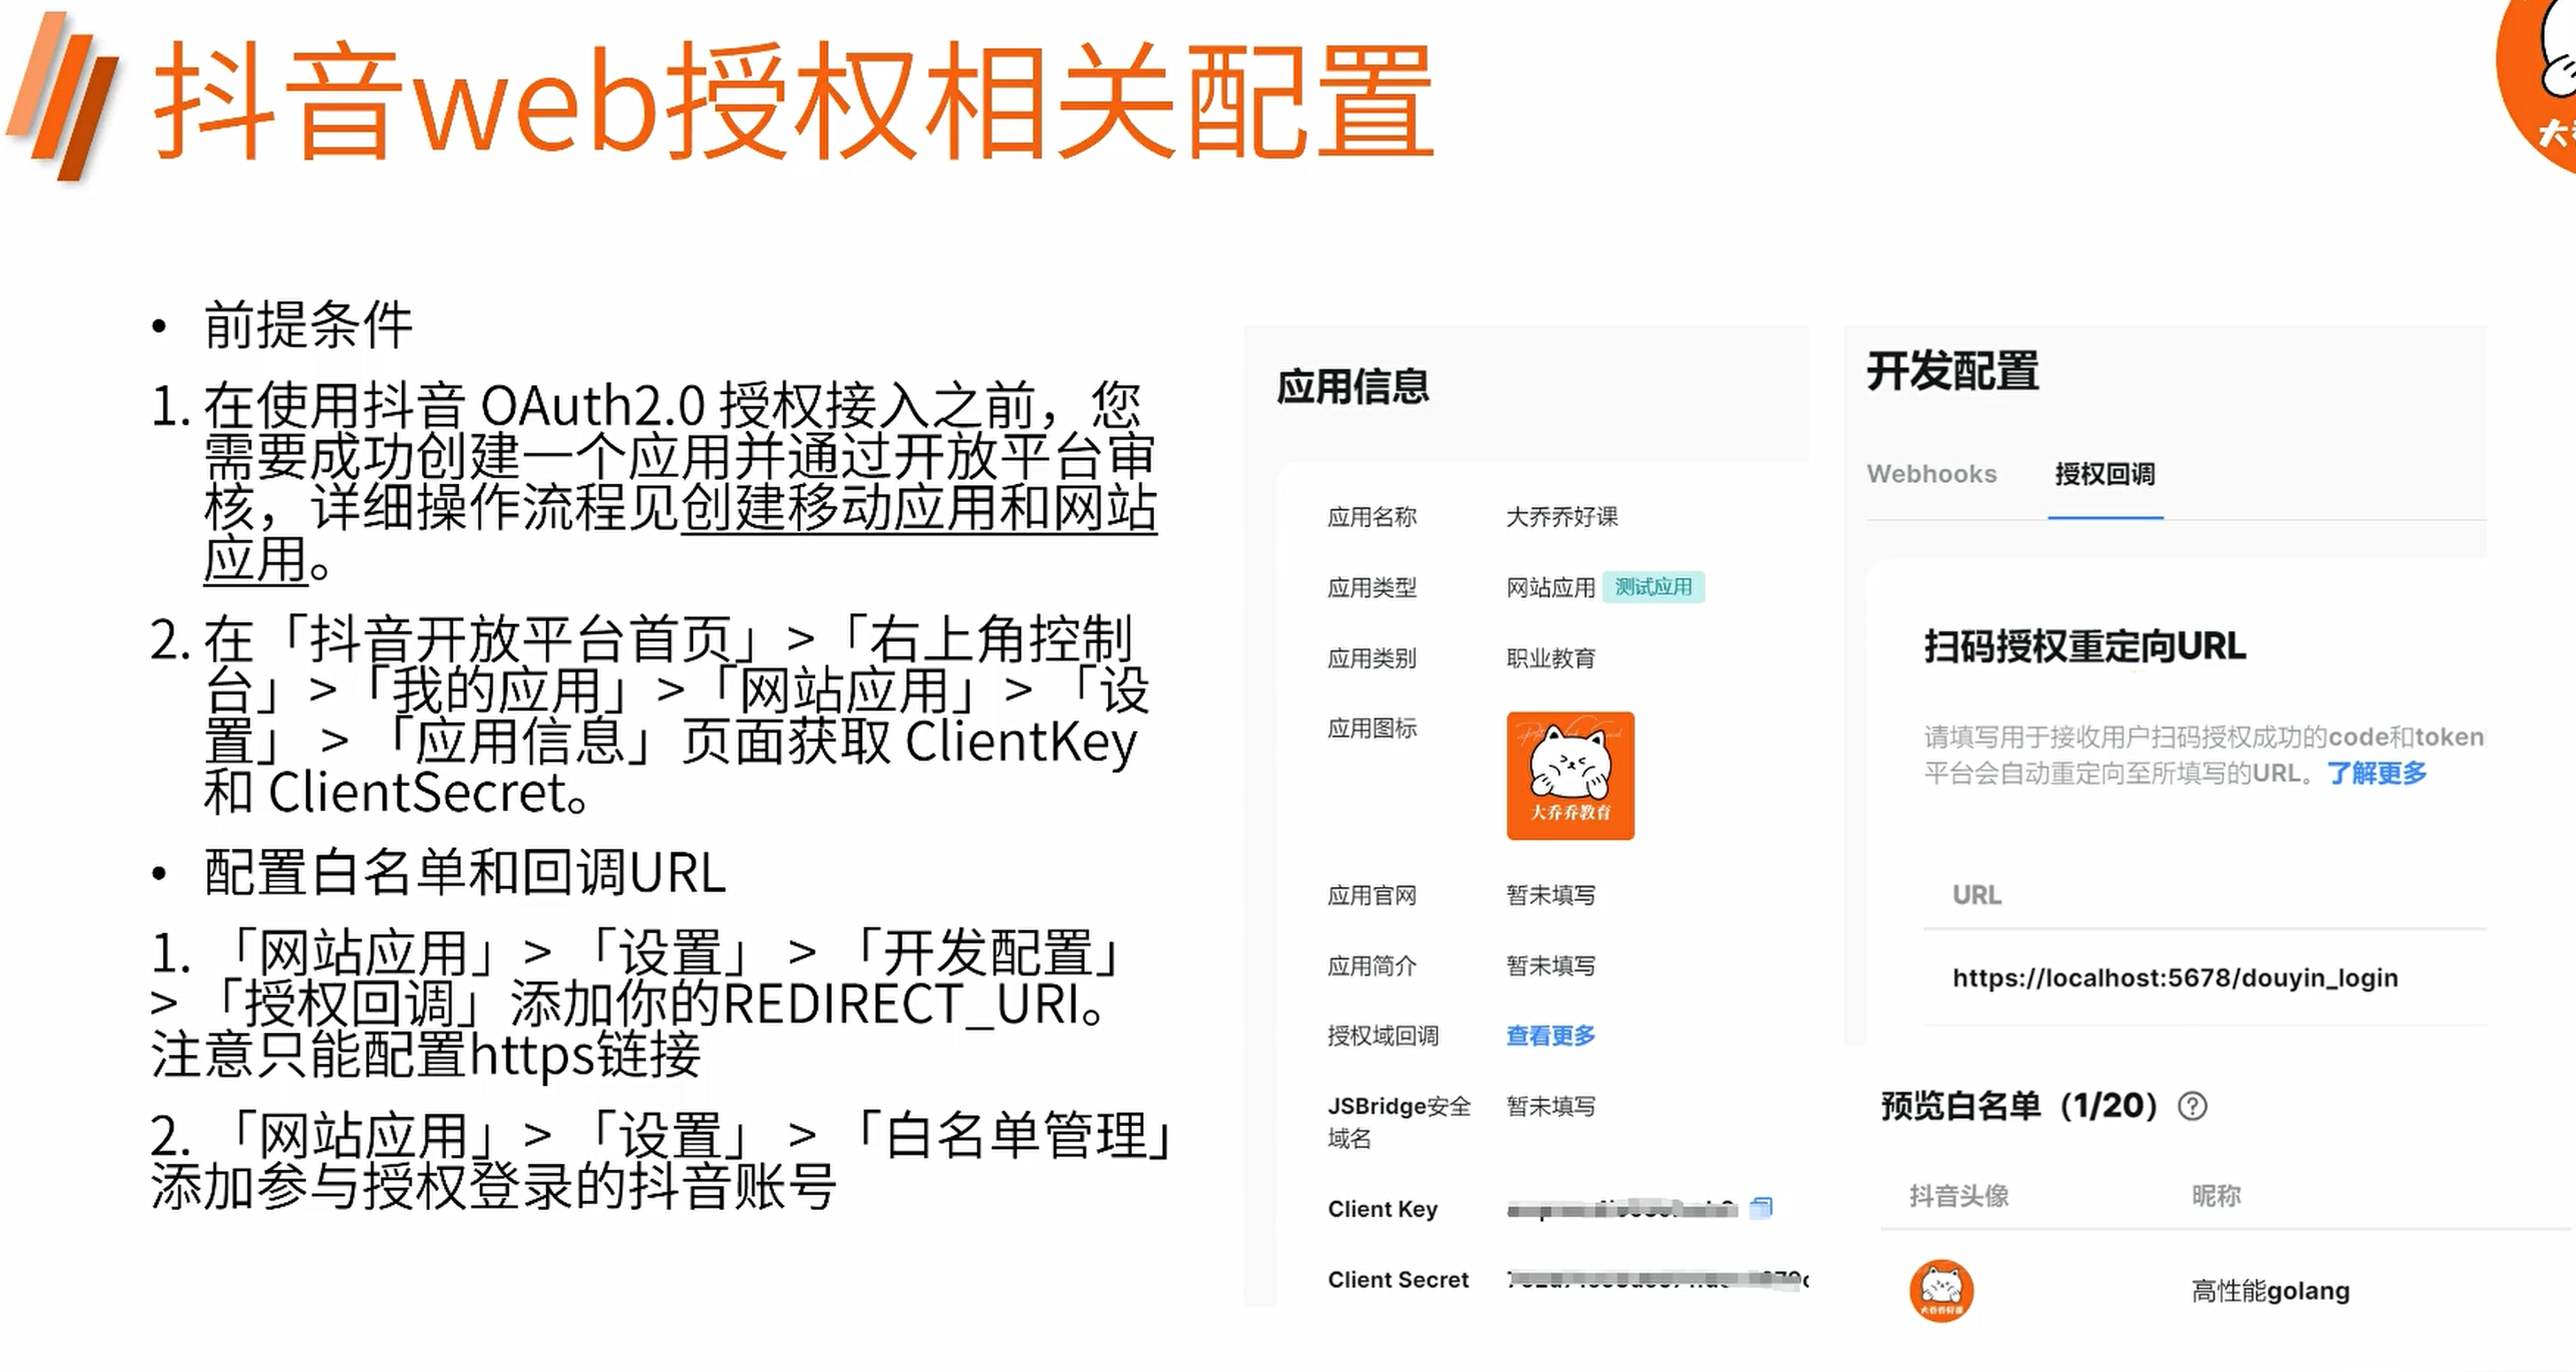 抖音web授权相关配置
大
• 前提条件
1. 在使用抖音 OAuth2.0 授权接入之前，您
需要成功创建一个应用并通过开放平台审
核，详细操作流程见创建移动应用和网站
应用。
2. 在「抖音开放平台首页」>「右上角控制
台」>「我的应用」>「网站应用」>「设
置」 >「应用信息」页面获取 ClientKey
和 ClientSecret。
• 配置白名单和回调URL
1. 「网站应用」>「设置」 >「开发配置」
>「授权回调」添加你的REDIRECT_URI。
注意只能配置https链接
2. 「网站应用」>「设置」 >「白名单管理」
添加参与授权登录的抖音账号
应用信息
应用名称 大乔乔好课
应用类型 网站应用 测试应用
应用类别 职业教育
应用图标
大乔乔教育
应用官网 暂未填写
应用简介 暂未填写
授权域回调 查看更多
JSBridge安全 暂未填写
域名
Client Key
Client Secret
开发配置
Webhooks 授权回调
扫码授权重定向URL
请填写用于接收用户扫码授权成功的code和token
平台会自动重定向至所填写的URL。了解更多
URL
https://localhost:5678/douyin_login
预览白名单（1/20）
抖音头像 昵称
大乔乔好课
高性能golang